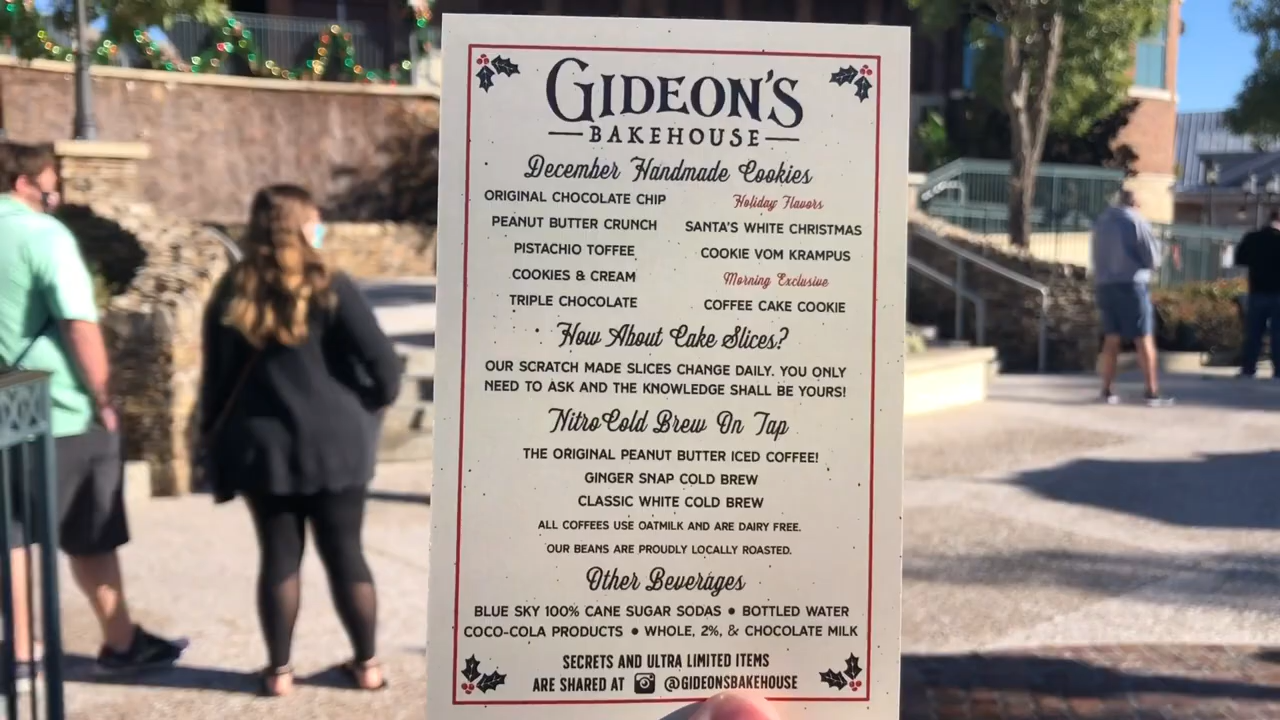 GIDEON'S
BAKEHOUSE
December Handmade Cookies
ORIGINAL CHOCOLATE CHIP
PEANUT BUTTER CRUNCH
PISTACHIO TOFFEE
COOKIES & CREAM
TRIPLE CHOCOLATE
Holiday Flavors
SANTA'S WHITE CHRISTMAS
COOKIE VOM KRAMPUS
Morning Exclusive
COFFEE CAKE COOKIE
How About Cake Slices?
OUR SCRATCH MADE SLICES CHANGE DAILY. YOU ONLY
NEED TO ASK AND THE KNOWLEDGE SHALL BE YOURS!
Nitro Cold Brew On Tap
THE ORIGINAL PEANUT BUTTER ICED COFFEE!
GINGER SNAP COLD BREW
CLASSIC WHITE COLD BREW
ALL COFFEES USE OATMILK AND ARE DAIRY FREE.
OUR BEANS ARE PROUDLY LOCALLY ROASTED.
Other Beverages
BLUE SKY 100% CANE SUGAR SODAS • BOTTLED WATER
COCO-COLA PRODUCTS • WHOLE, 2%, & CHOCOLATE MILK
SECRETS AND ULTRA LIMITED ITEMS
ARE SHARED AT @GIDEONSBAKEHOUSE